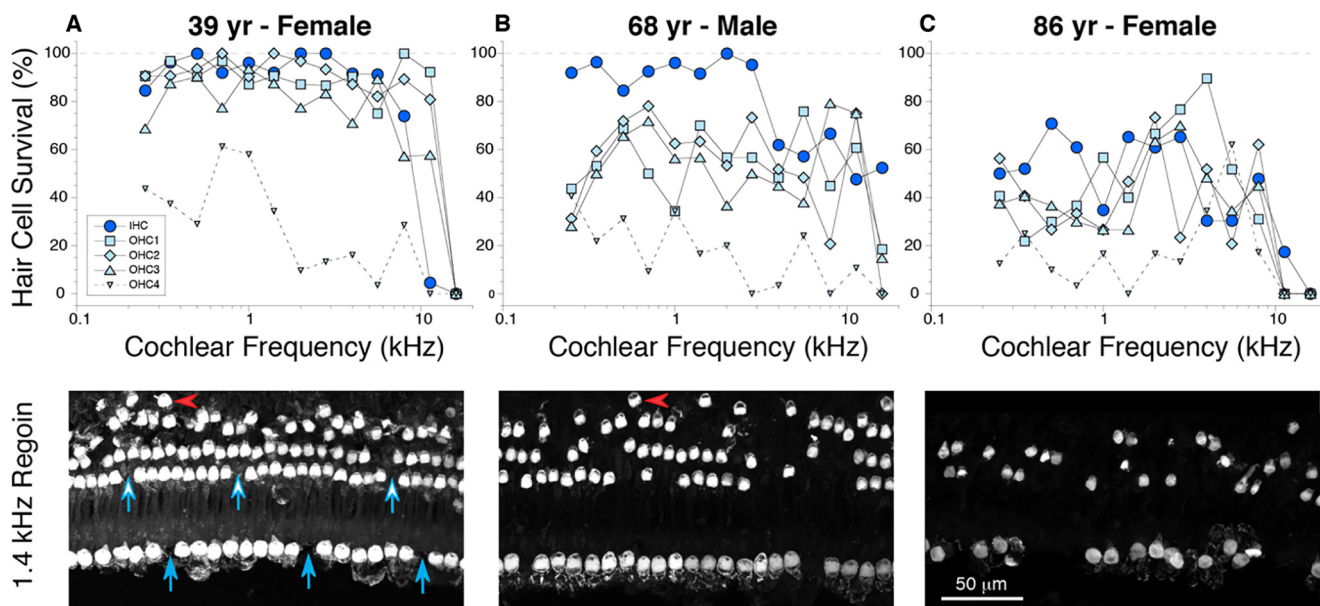 A 39 yr - Female
B 68 yr - Male
C 86 yr - Female
Hair Cell Survival (%)
100
80
60
40
20
0
IHC
OHC1
OHC2
OHC3
OHC4
0.1
1
10
Cochlear Frequency (kHz)
100
80
60
40
20
0
0.1
1
10
Cochlear Frequency (kHz)
100
80
60
40
20
0
0.1
1
10
Cochlear Frequency (kHz)
1.4 kHz Regoin
50 μm